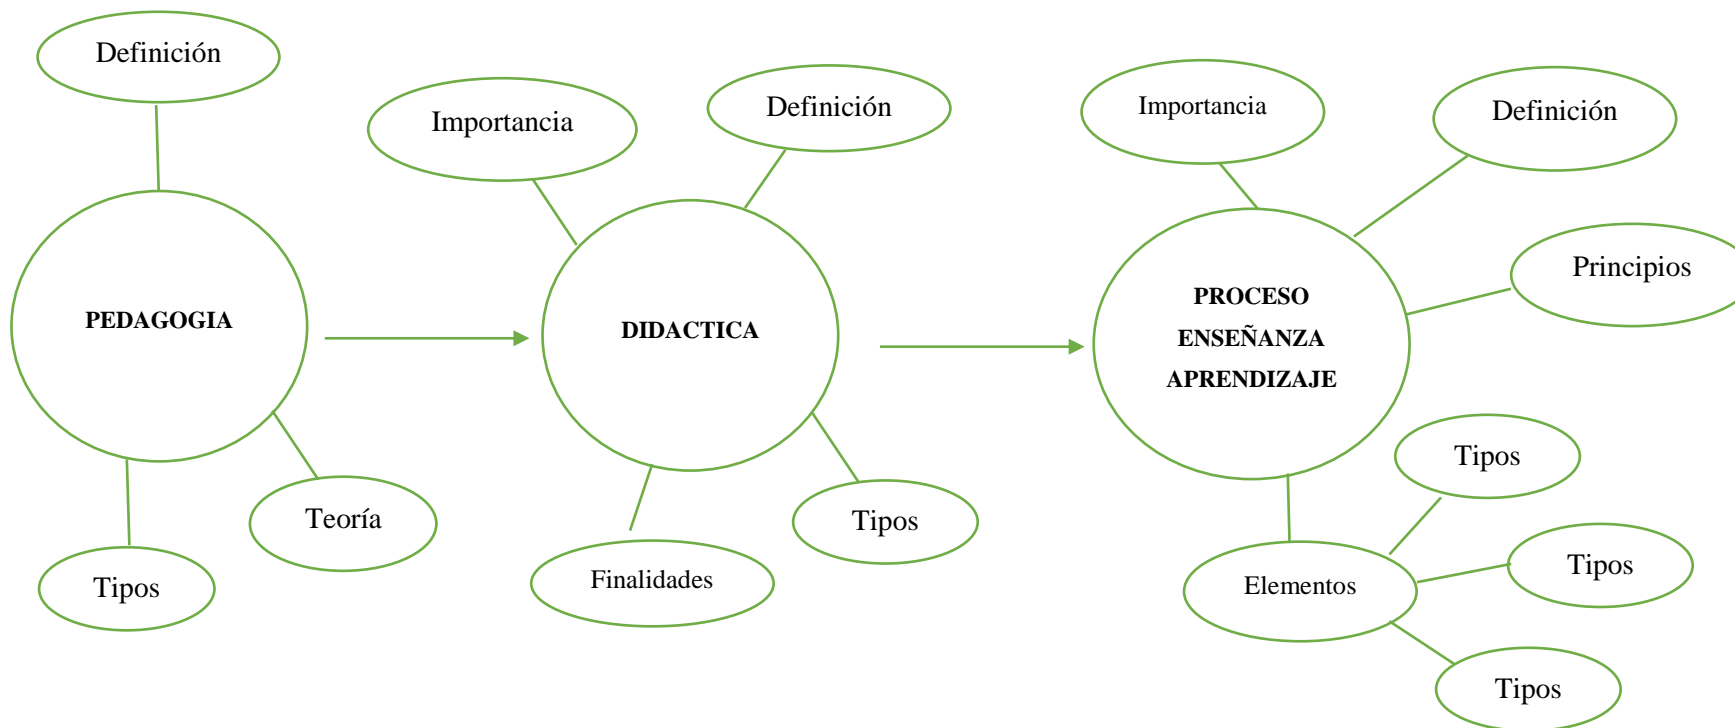 Definición
Importancia
Definición
Importancia
Definición
Principios
PEDAGOGIA
DIDACTICA
PROCESO
ENSEÑANZA
APRENDIZAJE
Teoría
Tipos
Tipos
Finalidades
Elementos
Tipos
Tipos
Tipos